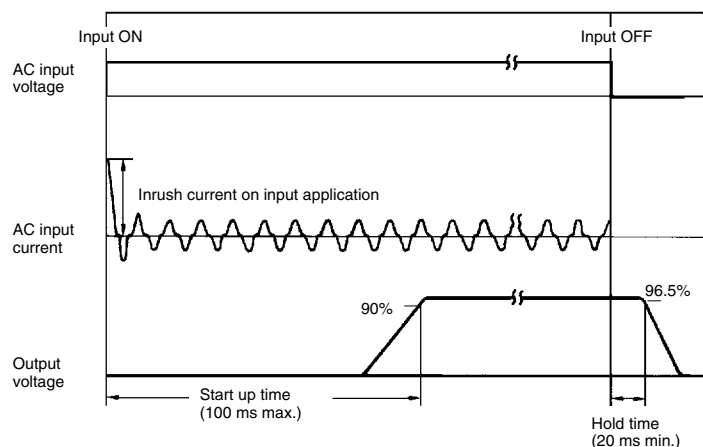 Input ON
Input OFF
AC input
voltage
Inrush current on input application
AC input
current
90%
96.5%
Output
voltage
Start up time
(100 ms max.)
Hold time
(20 ms min.)